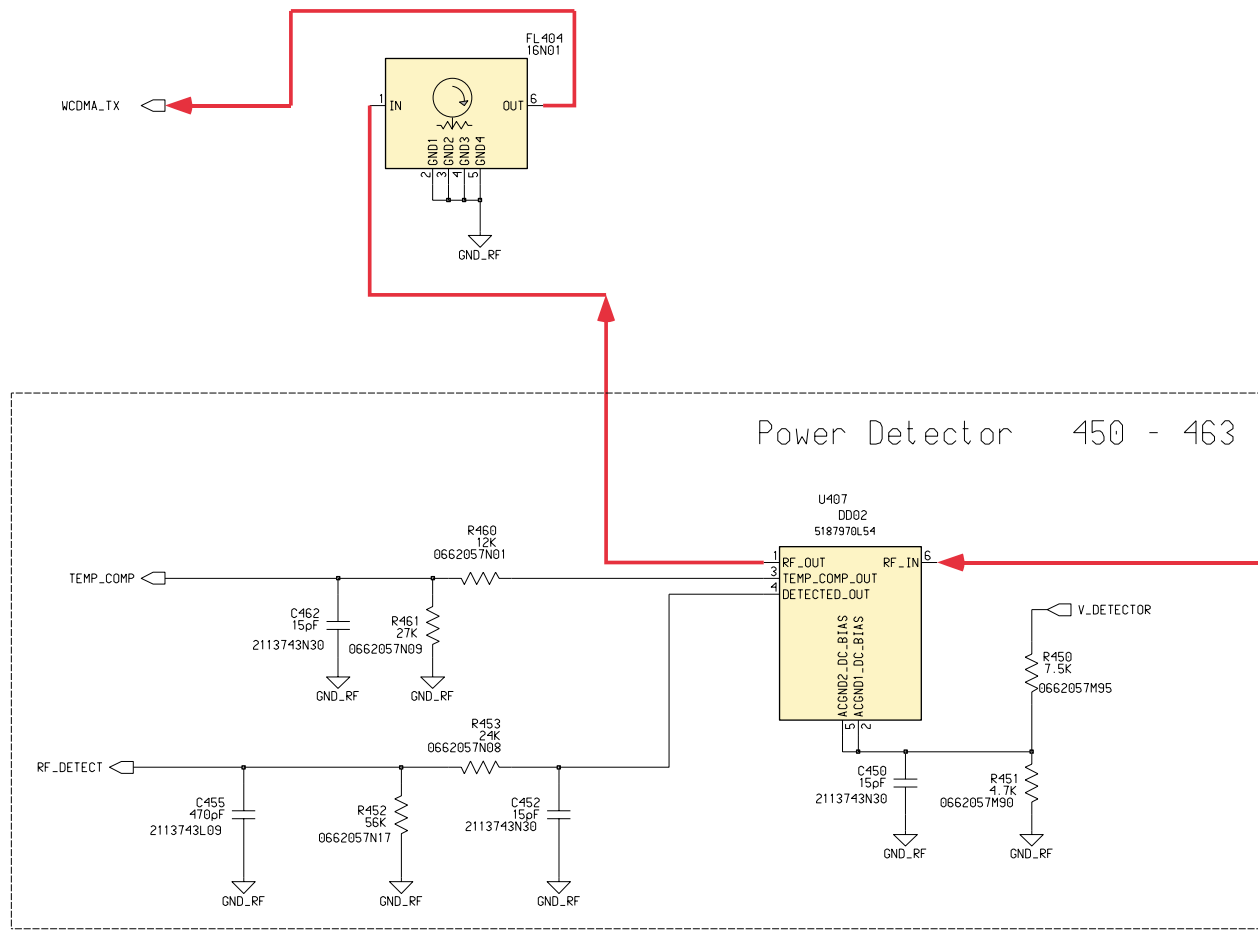 FL404
16N01
WCDMA_TX
1
IN
OUT
6
GND1
GND2
GND3
GND4
2
3
4
5
GND_RF
Power Detector 450 - 463
U407
DD02
5187970L54
1
RF_OUT
RF_IN
6
3
TEMP_COMP_OUT
4
DETECTED_OUT
ACGND2_DC_BIAS
ACGND1_DC_BIAS
5
2
R460
12K
0662057N01
TEMP_COMP
C462
15pF
2113743N30
R461
27K
0662057N09
GND_RF
GND_RF
V_DETECTOR
R450
7.5K
0662057M95
R453
24K
0662057N08
RF_DETECT
C455
470pF
2113743L09
R452
56K
0662057N17
C452
15pF
2113743N30
C450
15pF
2113743N30
R451
4.7K
0662057M90
GND_RF
GND_RF
GND_RF
GND_RF
GND_RF